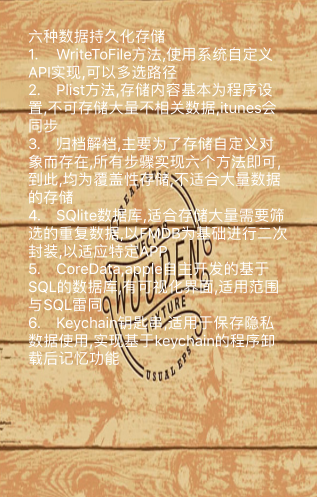 六种数据持久化存储
1. WriteToFile方法,使用系统自定义
API实现,可以多选路径
2. Plist方法,存储内容基本为程序设
置,不可存储大量不相关数据,itunes会
同步
3. 归档解档,主要为了存储自定义对
象而存在,所有步骤实现六个方法即可,
到此,均为覆盖性存储,不适合大量数据
的存储
4. SQlite数据库,适合存储大量需要筛
选的重复数据,以FMDB为基础进行二次
封装,以适应特定APP
5. CoreData,apple自主开发的基于
SQL的数据库,有可视化界面,适用范围
与SQL雷同
6. Keychain钥匙串,适用于保存隐私
数据使用,实现基于keychain的程序卸
载后记忆功能
WOODEN
TURE
USUAL EPS